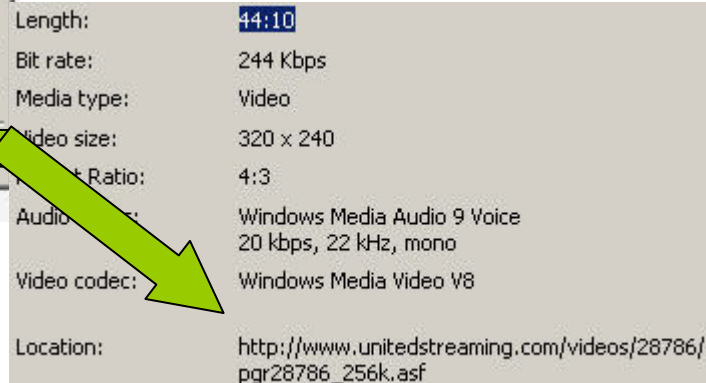 Length: 44:10
Bit rate: 244 Kbps
Media type: Video
Video size: 320 x 240
Ratio: 4:3
Audio Windows Media Audio 9 Voice
20 kbps, 22 kHz, mono
Video codec: Windows Media Video V8
Location: http://www.unitedstreaming.com/videos/28786/
pgr28786_256k.asf